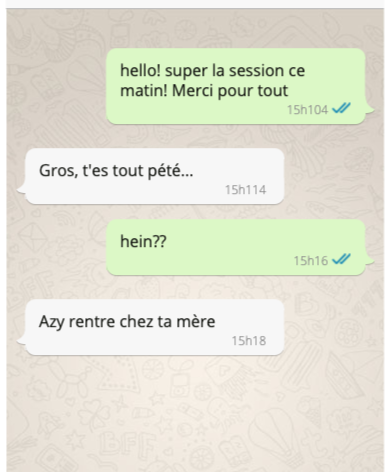 hello! super la session ce
matin! Merci pour tout
15h104
Gros, t'es tout pété...
15h114
hein??
15h16
Azy rentre chez ta mère
15h18